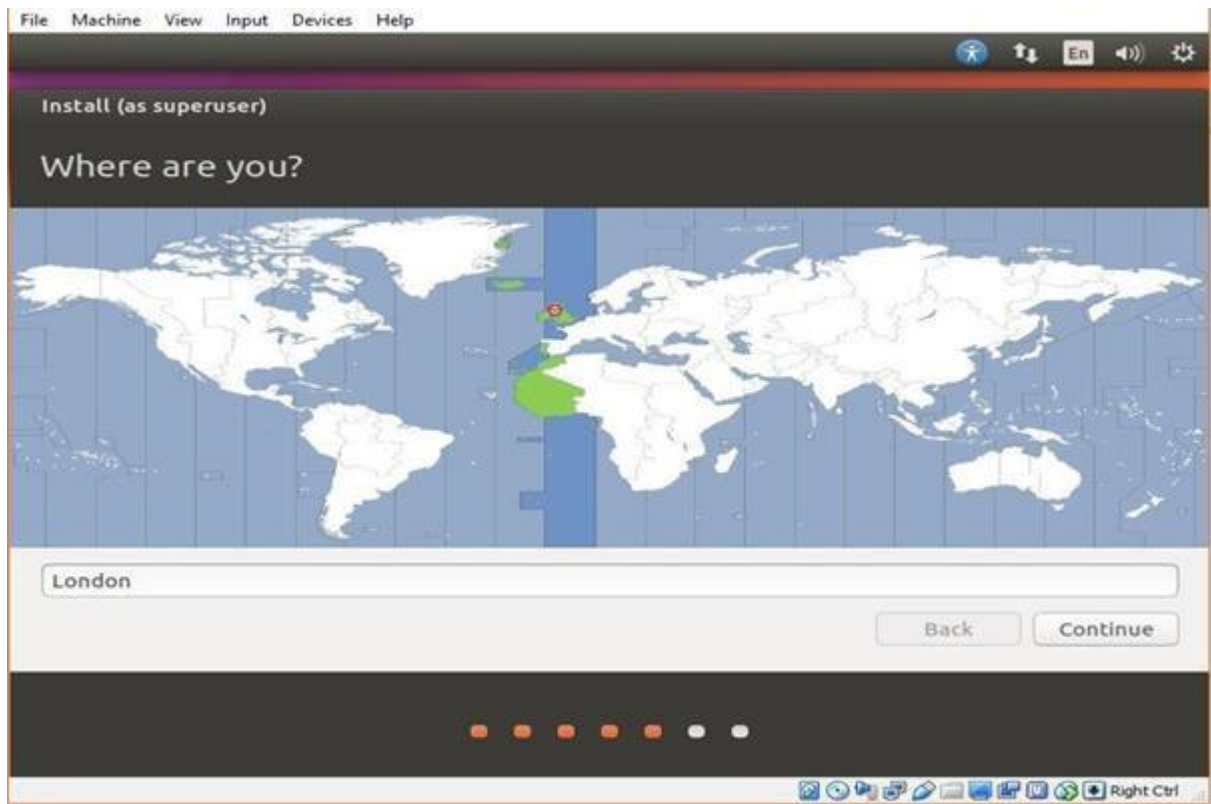 File Machine View Input Devices Help
En
Install (as superuser)
Where are you?
London
Back Continue
Right Ctrl